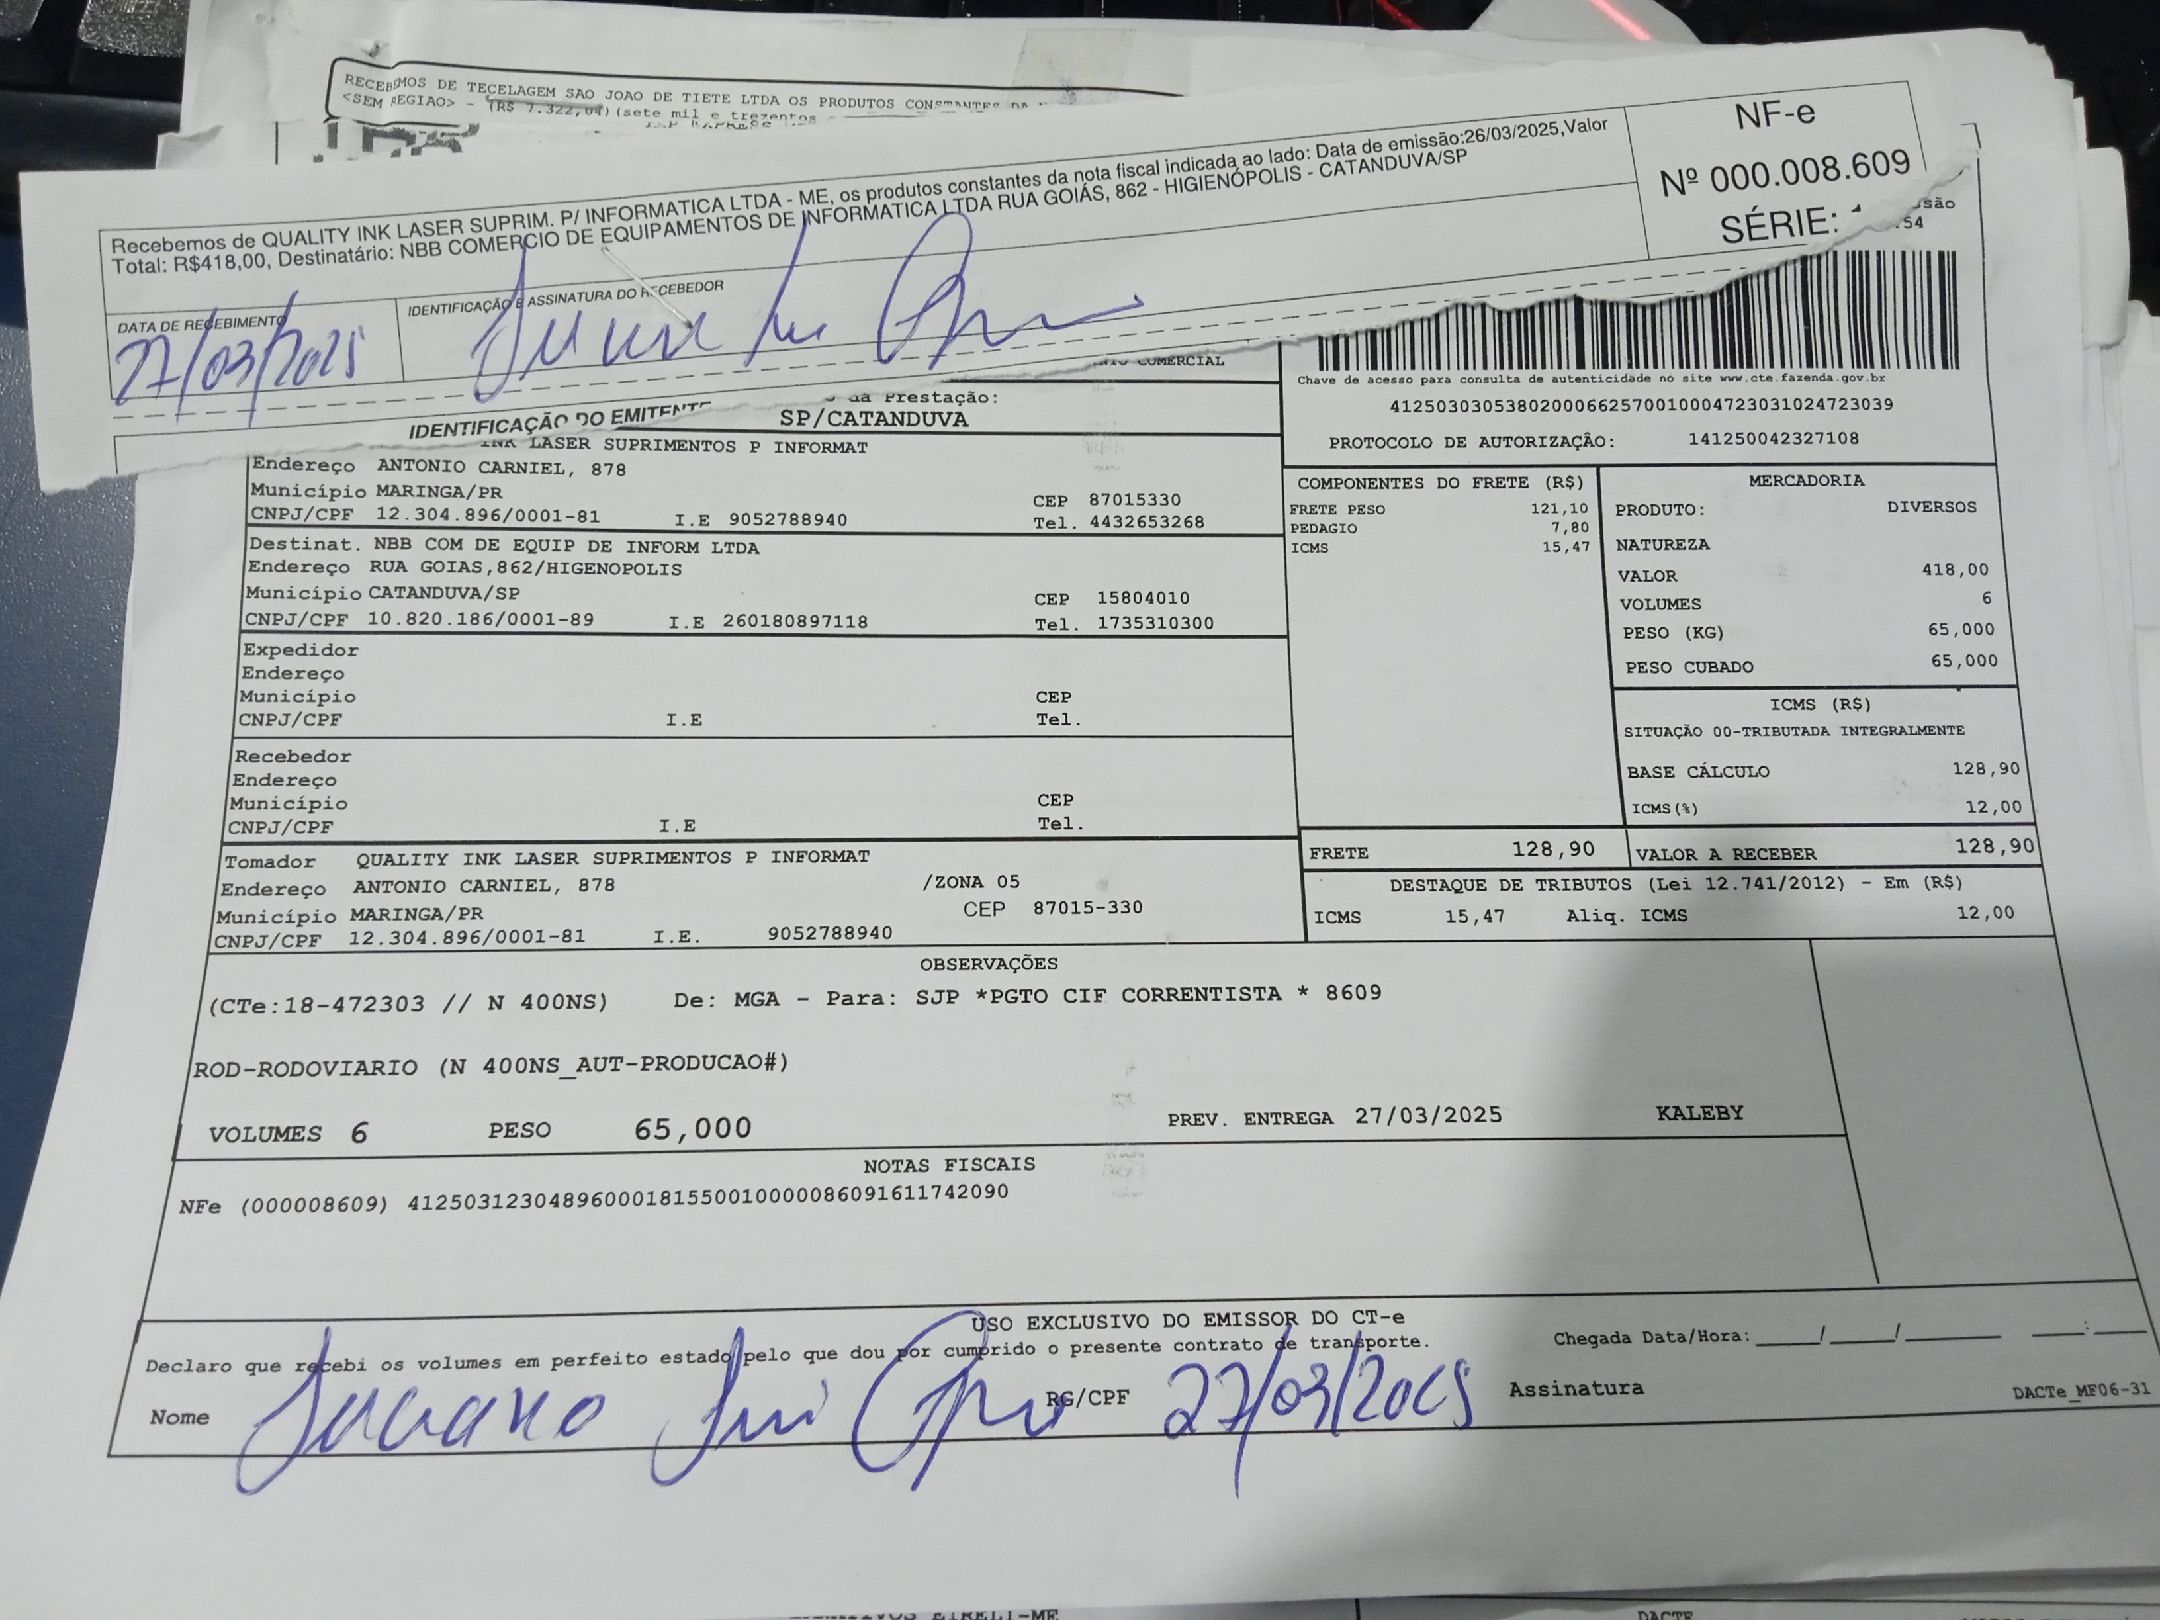 RECEBEMOS DE TECELAGEM SAO JOAO DE TIETE LTDA OS PRODUTOS CONSTANTES DA
<SEM REGIAO> - (R$ 7.322,04) (sete mil e trezentos
Recebemos de QUALITY INK LASER SUPRIM. P/ INFORMATICA LTDA - ME, os produtos constantes da nota fiscal indicada ao lado: Data de emissão:26/03/2025,Valor
Total: R$418,00, Destinatário: NBB COMERCIO DE EQUIPAMENTOS DE INFORMATICA LTDA RUA GOIÁS, 862 - HIGIENÓPOLIS - CATANDUVA/SP
NF-e
Nº 000.008.609
SÉRIE:
DATA DE RECEBIMENTO
27/03/2025
IDENTIFICAÇÃO E ASSINATURA DO RECEBEDOR
COMERCIAL
IDENTIFICAÇÃO DO EMITENTE
da Prestação:
SP/CATANDUVA
Chave de acesso para consulta de autenticidade no site www.cte.fazenda.gov.br
41250303053802000662570010004723031024723039
PROTOCOLO DE AUTORIZAÇÃO: 141250042327108
INK LASER SUPRIMENTOS P INFORMAT
Endereço ANTONIO CARNIEL, 878
Município MARINGA/PR CEP 87015330
CNPJ/CPF 12.304.896/0001-81 I.E 9052788940 Tel. 4432653268
Destinat. NBB COM DE EQUIP DE INFORM LTDA
Endereço RUA GOIAS,862/HIGENOPOLIS
Município CATANDUVA/SP CEP 15804010
CNPJ/CPF 10.820.186/0001-89 I.E 260180897118 Tel. 1735310300
Expedidor
Endereço
Município CEP
CNPJ/CPF I.E Tel.
Recebedor
Endereço
Município CEP
CNPJ/CPF I.E Tel.
Tomador QUALITY INK LASER SUPRIMENTOS P INFORMAT
Endereço ANTONIO CARNIEL, 878 /ZONA 05
Município MARINGA/PR CEP 87015-330
CNPJ/CPF 12.304.896/0001-81 I.E. 9052788940
COMPONENTES DO FRETE (R$)
FRETE PESO 121,10
PEDAGIO 7,80
ICMS 15,47
MERCADORIA
PRODUTO: DIVERSOS
NATUREZA
VALOR 418,00
VOLUMES 6
PESO (KG) 65,000
PESO CUBADO 65,000
ICMS (R$)
SITUAÇÃO 00-TRIBUTADA INTEGRALMENTE
BASE CÁLCULO 128,90
ICMS(%) 12,00
FRETE 128,90 VALOR A RECEBER 128,90
DESTAQUE DE TRIBUTOS (Lei 12.741/2012) - Em (R$)
ICMS 15,47 Aliq. ICMS 12,00
OBSERVAÇÕES
(CTe:18-472303 // N 400NS) De: MGA - Para: SJP *PGTO CIF CORRENTISTA * 8609
ROD-RODOVIARIO (N 400NS_AUT-PRODUCAO#)
VOLUMES 6 PESO 65,000 PREV. ENTREGA 27/03/2025 KALEBY
NOTAS FISCAIS
NFe (000008609) 41250312304896000181550010000086091611742090
USO EXCLUSIVO DO EMISSOR DO CT-e
Declaro que recebi os volumes em perfeito estado pelo que dou por cumprido o presente contrato de transporte.
Chegada Data/Hora: ____/____/______ ___:___
Nome RG/CPF 27/03/2025 Assinatura
DACTe_MF06-31
EIRELI-ME
DACTE